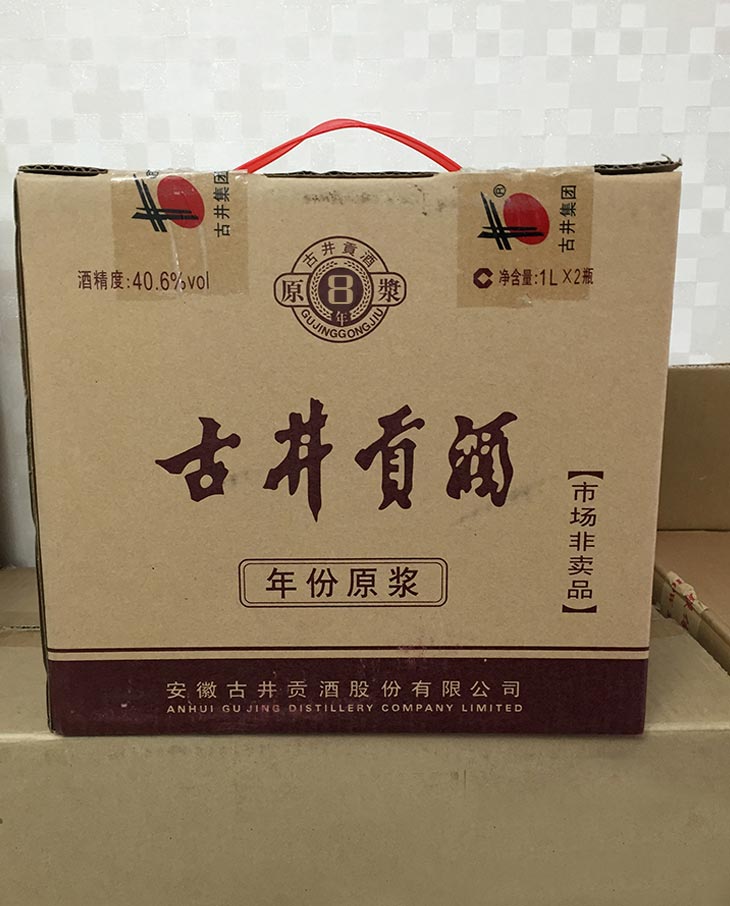 古井集团
®
古井集团
酒精度:40.6%vol
古井貢酒
原8漿
年
GUJINGGONGJIU
净含量:1L×2瓶
古井贡酒
年份原浆
【市场非卖品】
安徽古井贡酒股份有限公司
ANHUI GU JING DISTILLERY COMPANY LIMITED